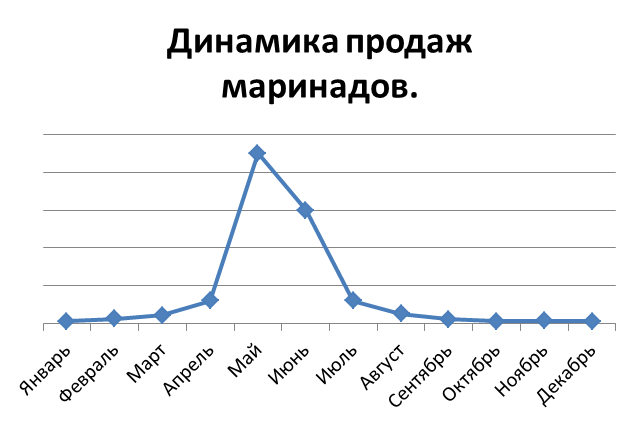 Динамика продаж
маринадов.
Январь
Февраль
Март
Апрель
Май
Июнь
Июль
Август
Сентябрь
Октябрь
Ноябрь
Декабрь